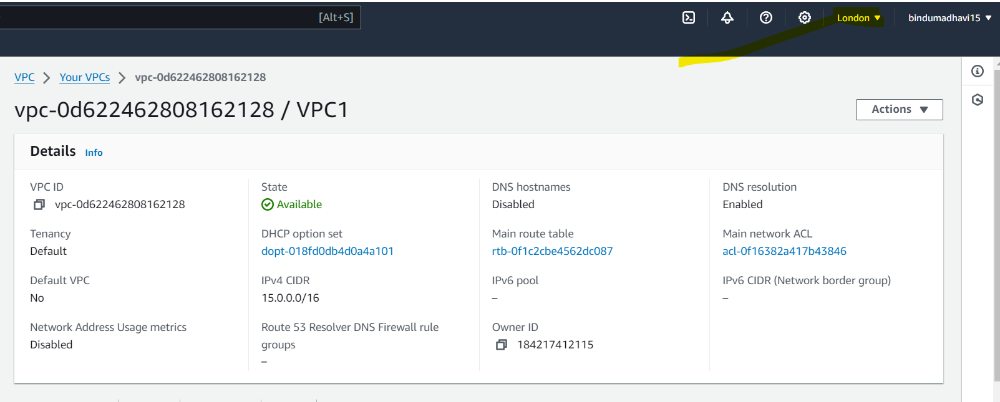 [Alt+S]
London
bindumadhavi15
VPC
Your VPCs
vpc-0d622462808162128
vpc-0d622462808162128 / VPC1
Actions
Details
Info
VPC ID
vpc-0d622462808162128
State
Available
DNS hostnames
Disabled
DNS resolution
Enabled
Tenancy
Default
DHCP option set
dopt-018fd0db4d0a4a101
Main route table
rtb-0f1c2cbe4562dc087
Main network ACL
acl-0f16382a417b43846
Default VPC
No
IPv4 CIDR
15.0.0.0/16
IPv6 pool
–
IPv6 CIDR (Network border group)
–
Network Address Usage metrics
Disabled
Route 53 Resolver DNS Firewall rule
groups
–
Owner ID
184217412115